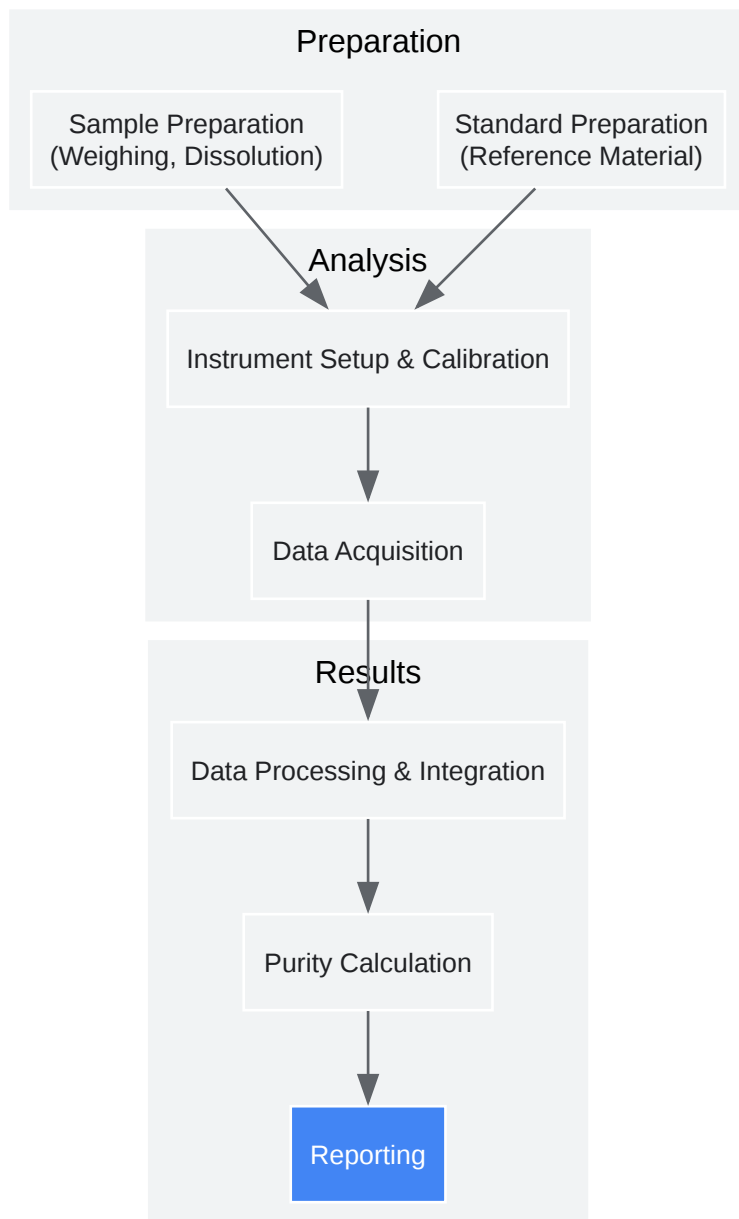 Preparation
Sample Preparation
(Weighing, Dissolution)
Standard Preparation
(Reference Material)
Analysis
Instrument Setup & Calibration
Data Acquisition
Results
Data Processing & Integration
Purity Calculation
Reporting